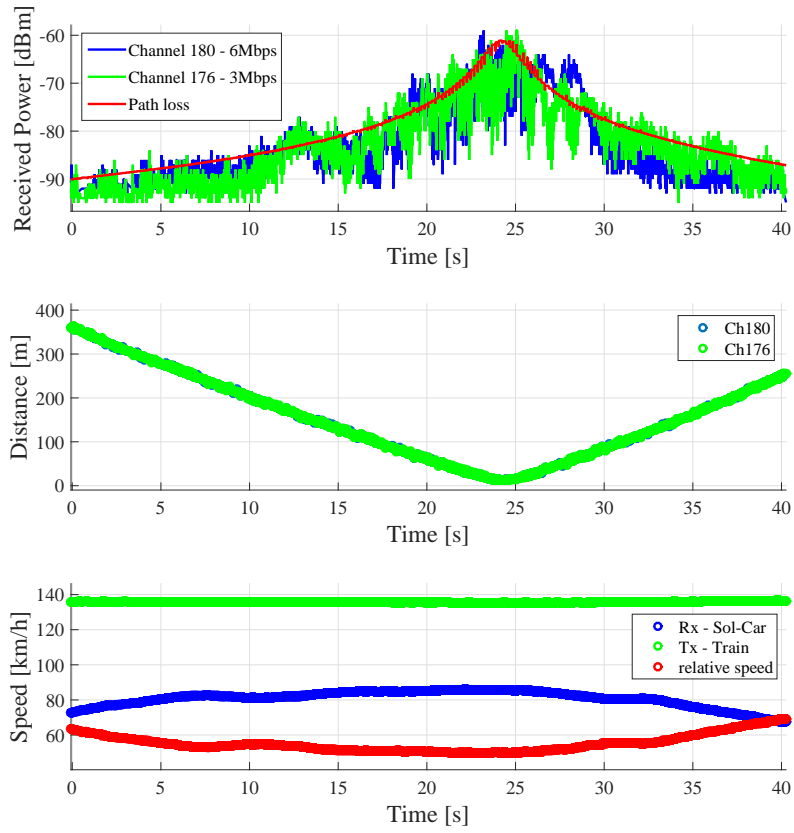 Received Power [dBm]
-60
-70
-80
-90
Channel 180 - 6Mbps
Channel 176 - 3Mbps
Path loss
0 5 10 15 20 25 30 35 40
Time [s]
Distance [m]
400
300
200
100
0
Ch180
Ch176
0 5 10 15 20 25 30 35 40
Time [s]
Speed [km/h]
140
120
100
80
60
Rx - Sol-Car
Tx - Train
relative speed
0 5 10 15 20 25 30 35 40
Time [s]